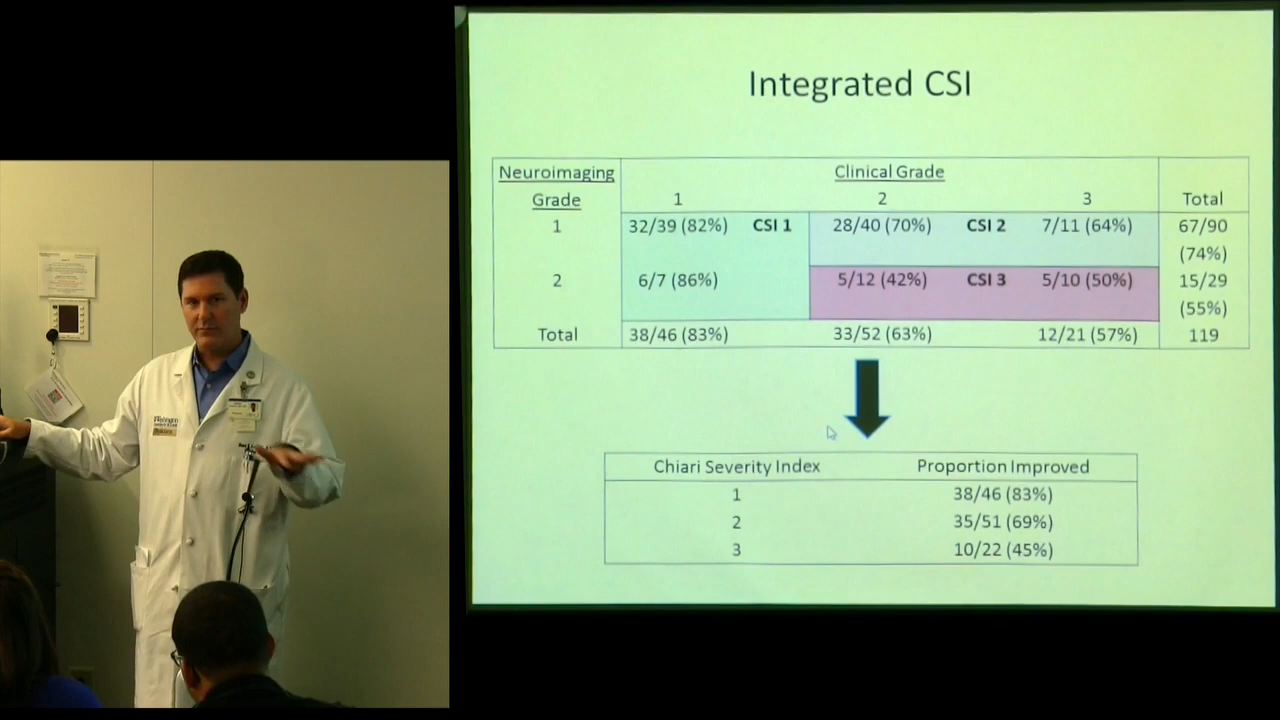 Integrated CSI
Neuroimaging Clinical Grade
Grade 1 2 3 Total
1 32/39 (82%) CSI 1 28/40 (70%) CSI 2 7/11 (64%) 67/90
(74%)
2 6/7 (86%) 5/12 (42%) CSI 3 5/10 (50%) 15/29
(55%)
Total 38/46 (83%) 33/52 (63%) 12/21 (57%) 119
Chiari Severity Index Proportion Improved
1 38/46 (83%)
2 35/51 (69%)
3 10/22 (45%)
Washington